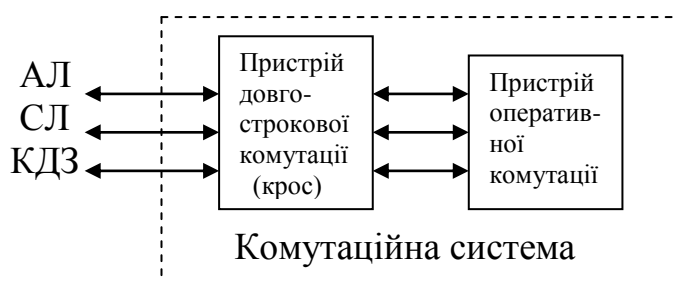 АЛ
СЛ
КДЗ
Пристрій
довго-
строкової
комутації
(крос)
Пристрій
оператив-
ної
комутації
Комутаційна система